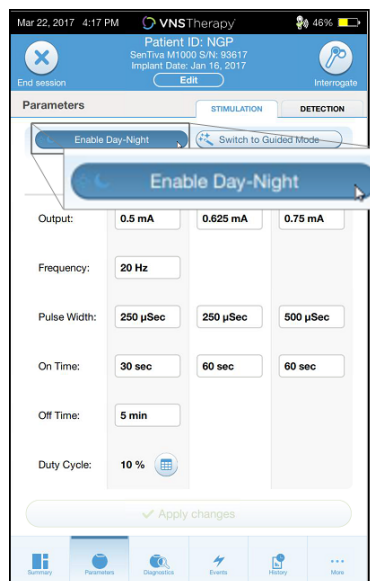 Mar 22, 2017 4:17 PM VNSTherapy 46%
Patient ID: NGP
SenTiva M1000 S/N: 93617
Implant Date: Jan 16, 2017
End session Edit Interrogate
Parameters STIMULATION DETECTION
Enable Day-Night Switch to Guided Mode
Enable Day-Night
Output: 0.5 mA 0.625 mA 0.75 mA
Frequency: 20 Hz
Pulse Width: 250 µSec 250 µSec 500 µSec
On Time: 30 sec 60 sec 60 sec
Off Time: 5 min
Duty Cycle: 10 %
Apply changes
Summary Parameters Diagnostics Events History More